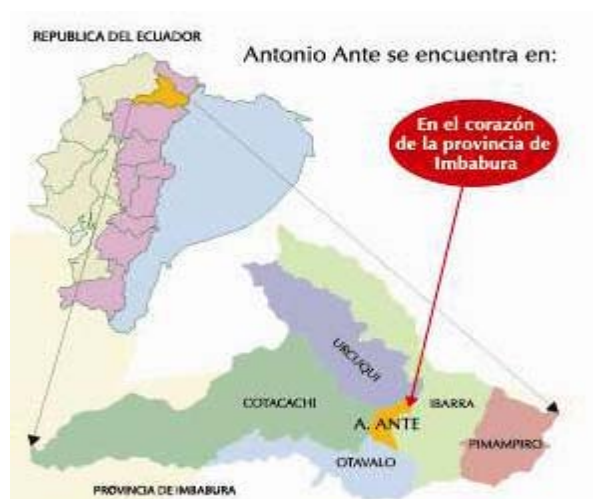 REPUBLICA DEL ECUADOR
Antonio Ante se encuentra en:
En el corazón
de la provincia de
Imbabura
URCUQUI
COTACACHI
IBARRA
A. ANTE
PIMAMPIRO
OTAVALO
PROVINCIA DE IMBABURA